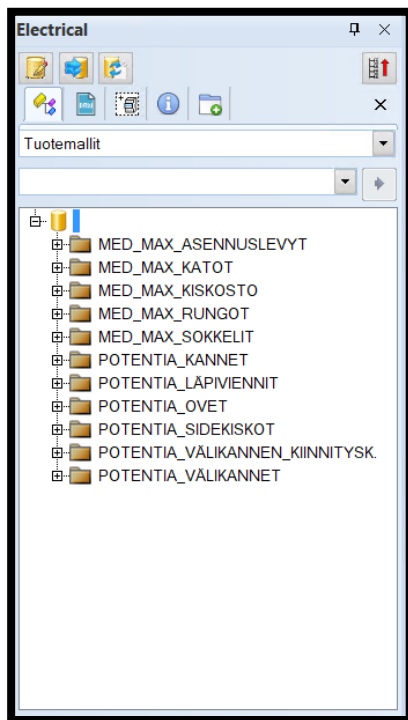 Electrical
Tuotemallit
MED_MAX_ASENNUSLEVYT
MED_MAX_KATOT
MED_MAX_KISKOSTO
MED_MAX_RUNGOT
MED_MAX_SOKKELIT
POTENTIA_KANNET
POTENTIA_LÄPIVIENNIT
POTENTIA_OVET
POTENTIA_SIDEKISKOT
POTENTIA_VÄLIKANNEN_KIINNITYSK.
POTENTIA_VÄLIKANNET